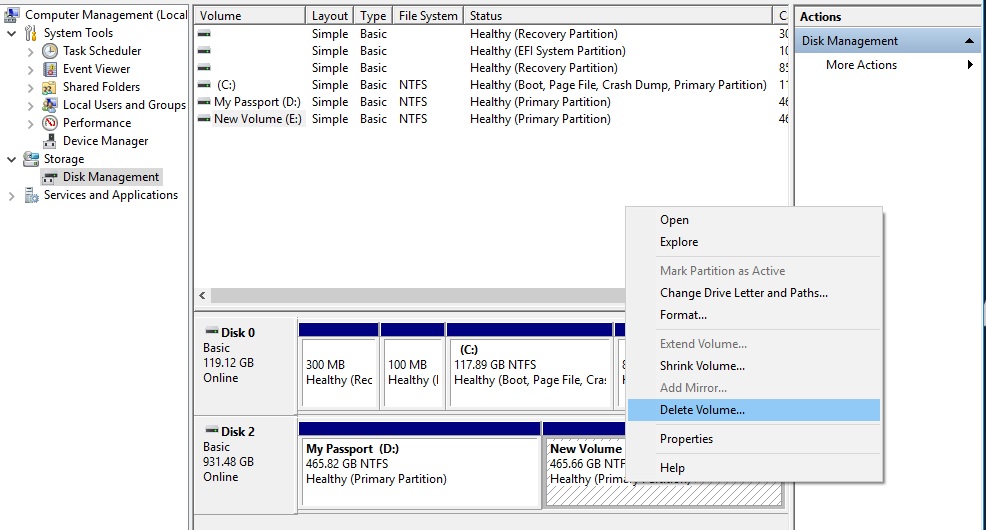 Computer Management (Local
System Tools
Task Scheduler
Event Viewer
Shared Folders
Local Users and Groups
Performance
Device Manager
Storage
Disk Management
Services and Applications
Volume Layout Type File System Status C
Simple Basic Healthy (Recovery Partition) 30
Simple Basic Healthy (EFI System Partition) 10
Simple Basic Healthy (Recovery Partition) 85
(C:) Simple Basic NTFS Healthy (Boot, Page File, Crash Dump, Primary Partition) 11
My Passport (D:) Simple Basic NTFS Healthy (Primary Partition) 46
New Volume (E:) Simple Basic NTFS Healthy (Primary Partition) 46
Disk 0
Basic
119.12 GB
Online
300 MB
Healthy (Rec
100 MB
Healthy (I
(C:)
117.89 GB NTFS
Healthy (Boot, Page File, Cras
8
H
Disk 2
Basic
931.48 GB
Online
My Passport (D:)
465.82 GB NTFS
Healthy (Primary Partition)
New Volume
465.66 GB NTF
Healthy (Primary Partition)
Open
Explore
Mark Partition as Active
Change Drive Letter and Paths...
Format...
Extend Volume...
Shrink Volume...
Add Mirror...
Delete Volume...
Properties
Help
Actions
Disk Management
More Actions